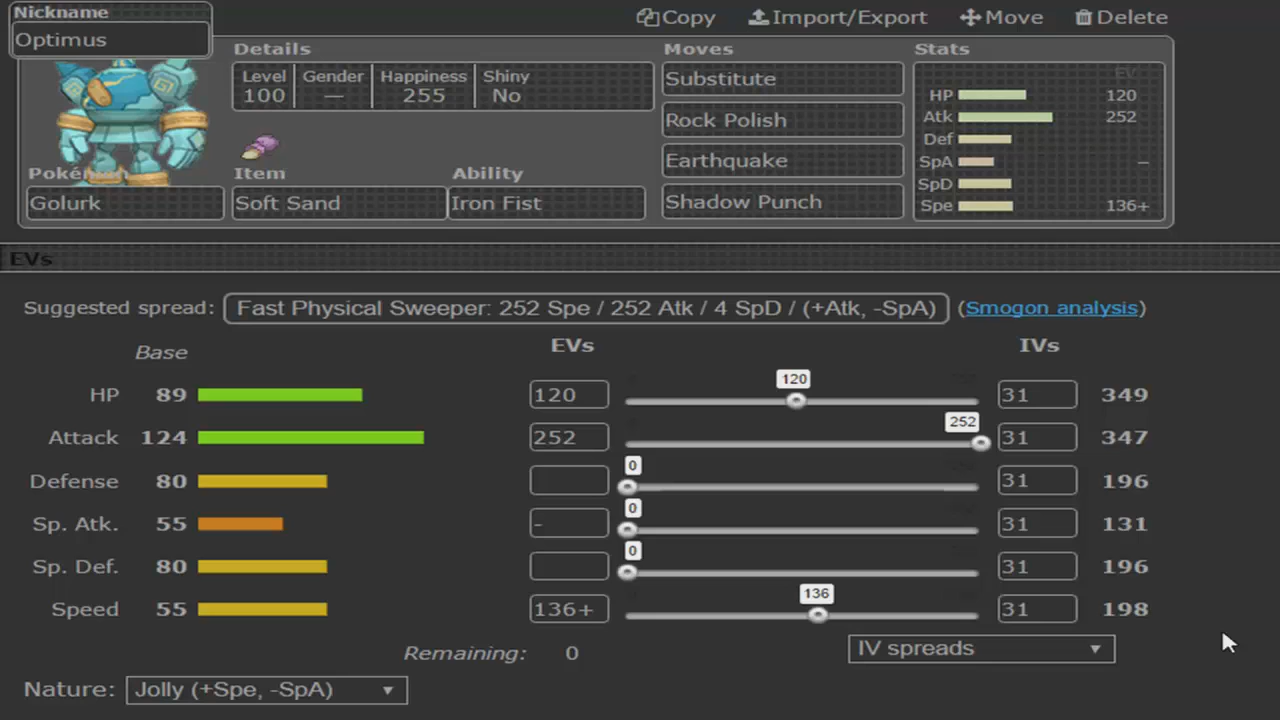 Nickname
Optimus
Copy Import/Export Move Delete
Details
Level Gender Happiness Shiny
100 — 255 No
Pokémon
Golurk
Item
Soft Sand
Ability
Iron Fist
Moves
Substitute
Rock Polish
Earthquake
Shadow Punch
Stats
EV
HP 120
Atk 252
Def
SpA –
SpD
Spe 136+
EVs
Suggested spread: Fast Physical Sweeper: 252 Spe / 252 Atk / 4 SpD / (+Atk, -SpA) (Smogon analysis)
Base EVs IVs
HP 89 120 120 31 349
Attack 124 252 252 31 347
Defense 80 0 31 196
Sp. Atk. 55 - 0 31 131
Sp. Def. 80 0 31 196
Speed 55 136+ 136 31 198
Remaining: 0 IV spreads
Nature: Jolly (+Spe, -SpA)